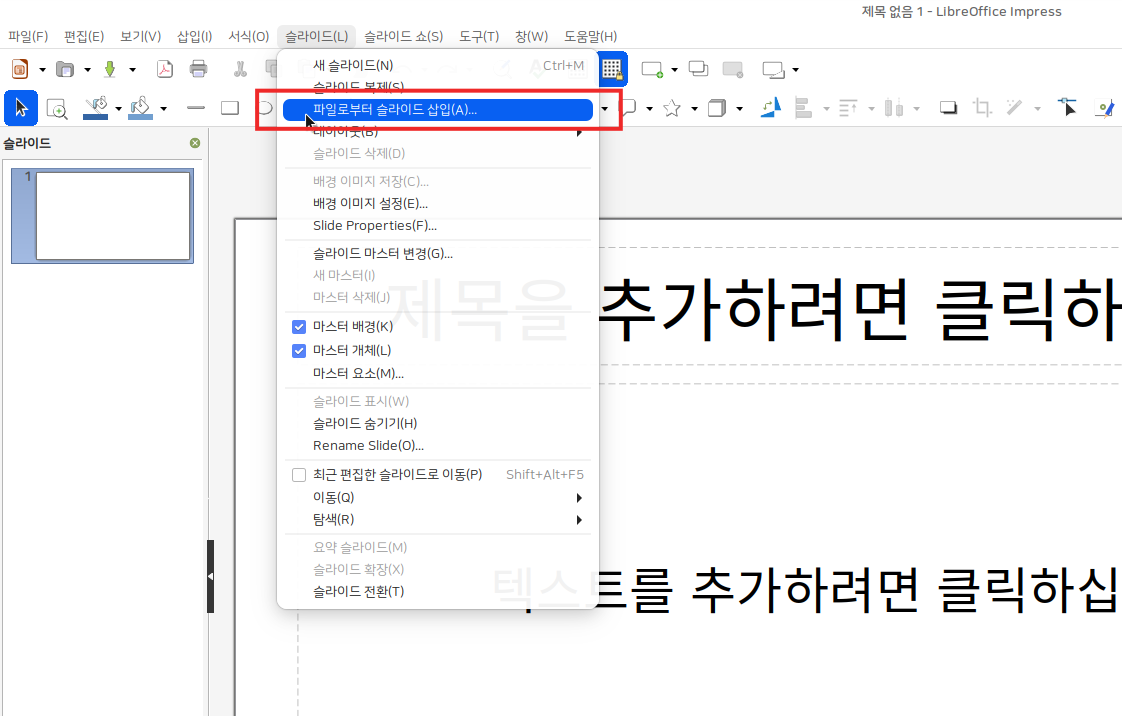 제목 없음 1 - LibreOffice Impress
파일(F) 편집(E) 보기(V) 삽입(I) 서식(O) 슬라이드(L) 슬라이드 쇼(S) 도구(T) 창(W) 도움말(H)
새 슬라이드(N) Ctrl+M
슬라이드 복제(S)
파일로부터 슬라이드 삽입(A)...
레이아웃(B)
슬라이드 삭제(D)
배경 이미지 저장(C)...
배경 이미지 설정(E)...
Slide Properties(F)...
슬라이드 마스터 변경(G)...
새 마스터(I)
마스터 삭제(J)
마스터 배경(K)
마스터 개체(L)
마스터 요소(M)...
슬라이드 표시(W)
슬라이드 숨기기(H)
Rename Slide(O)...
최근 편집한 슬라이드로 이동(P) Shift+Alt+F5
이동(Q)
탐색(R)
요약 슬라이드(M)
슬라이드 확장(X)
슬라이드 전환(T)
슬라이드
1
제목을 추가하려면 클릭하
텍스트를 추가하려면 클릭하십